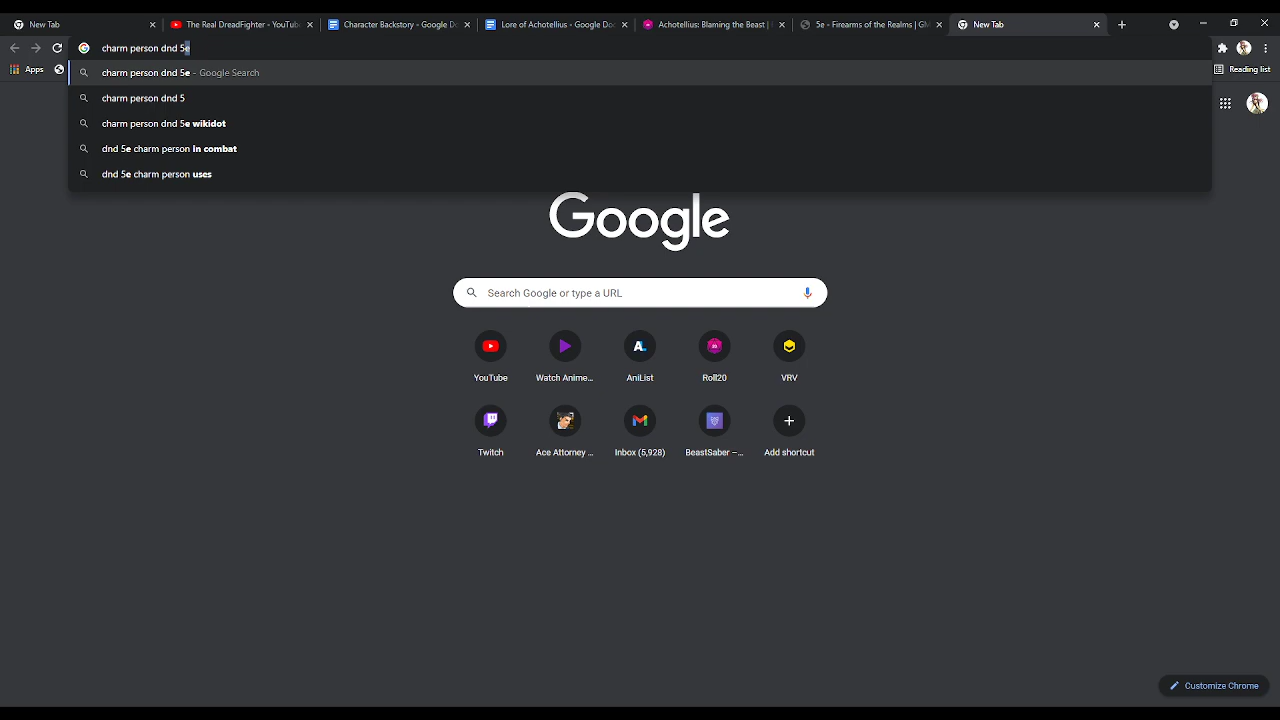 New Tab
The Real DreadFighter - YouTub
Character Backstory - Google Do
Lore of Achotellius - Google Doc
Achotellius: Blaming the Beast |
5e - Firearms of the Realms | GM
New Tab
charm person dnd 5e
Apps
charm person dnd 5e - Google Search
Reading list
charm person dnd 5
charm person dnd 5e wikidot
dnd 5e charm person in combat
dnd 5e charm person uses
Google
Search Google or type a URL
YouTube
Watch Anime...
AniList
Roll20
VRV
Twitch
Ace Attorney ...
Inbox (5,928)
BeastSaber –...
Add shortcut
Customize Chrome